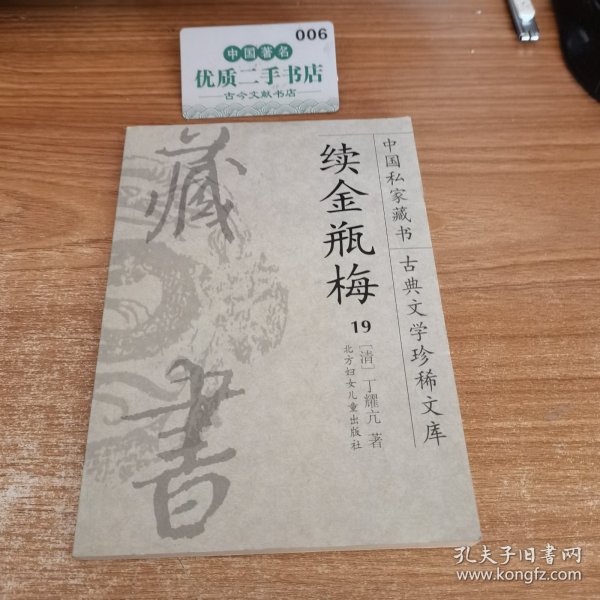 006
中国著名
优质二手书店
古今文献书店
中国私家藏书
古典文学珍稀文库
续金瓶梅
19
[清]丁耀亢 著
北方妇女儿童出版社
藏書
孔夫子旧书网
www.kongfz.com